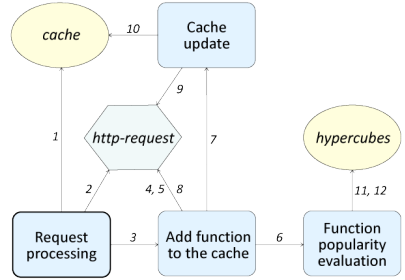 cache
10
Cache
update
9
1
http-request
7
hypercubes
2
4, 5
8
11, 12
Request
processing
3
Add function
to the cache
6
Function
popularity
evaluation